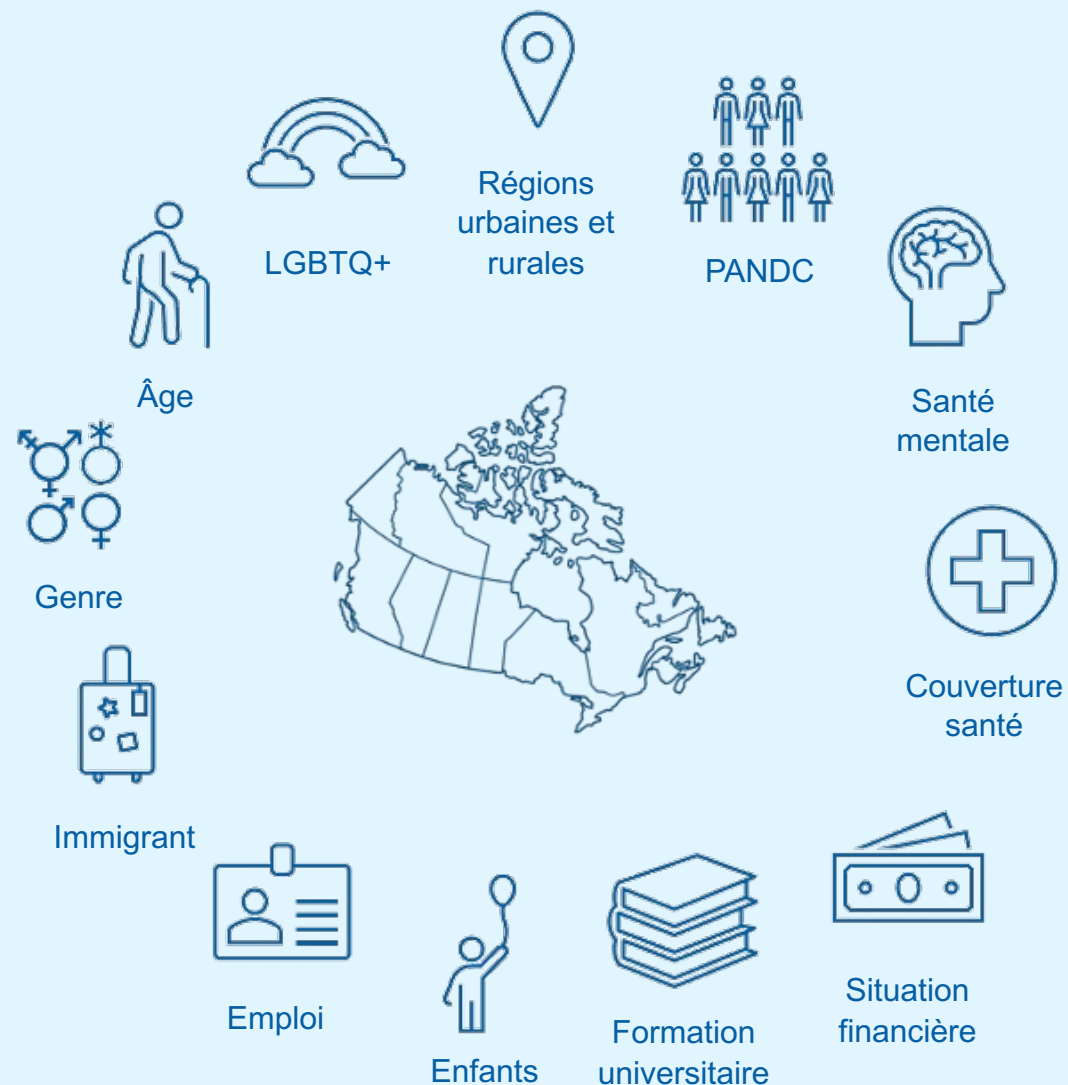 Régions
urbaines et
rurales
LGBTQ+
PANDC
Âge
Santé
mentale
Genre
Couverture
santé
Immigrant
Situation
financière
Emploi
Formation
universitaire
Enfants